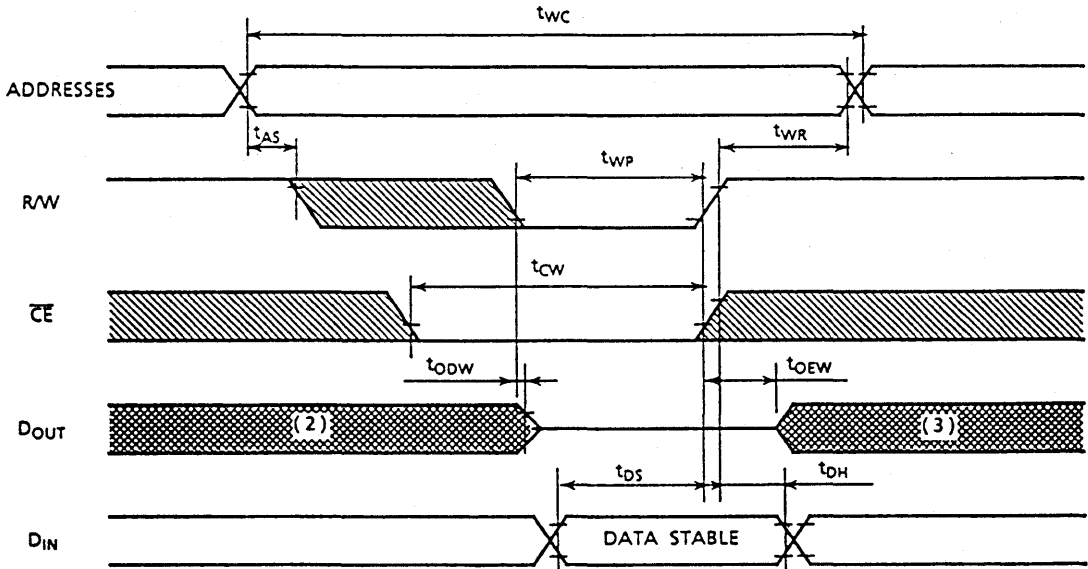 tWC
ADDRESSES
tAS
tWP
tWR
R/W
tCW
CE
tODW
tOEW
DOUT
(2)
(3)
tDS
tDH
DIN
DATA STABLE